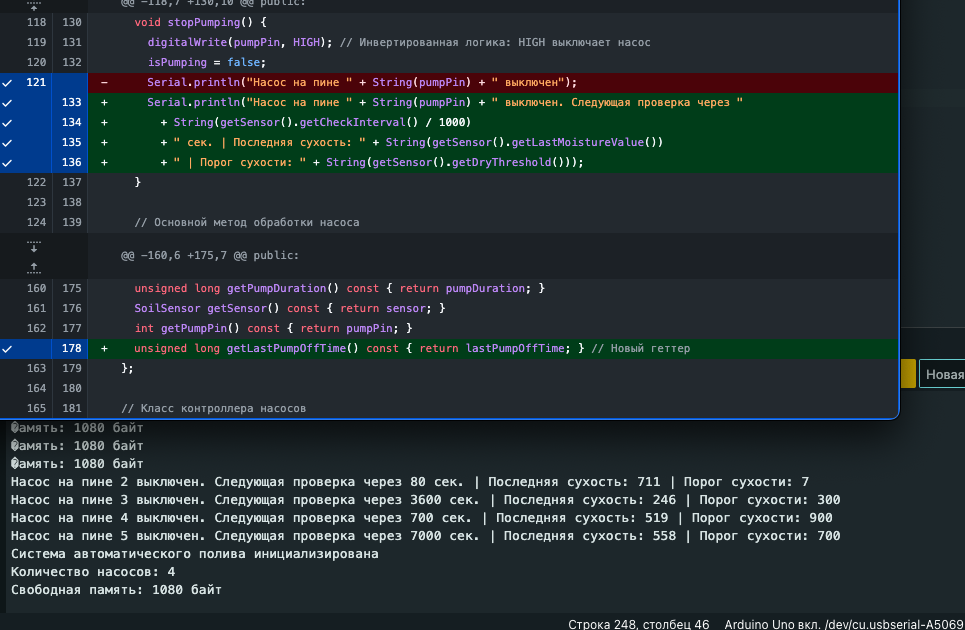 @@ -118,7 +130,10 @@ public:
118 130 void stopPumping() {
119 131 digitalWrite(pumpPin, HIGH); // Инвертированная логика: HIGH выключает насос
120 132 isPumping = false;
121 - Serial.println("Насос на пине " + String(pumpPin) + " выключен");
133 + Serial.println("Насос на пине " + String(pumpPin) + " выключен. Следующая проверка через "
134 + + String(getSensor().getCheckInterval() / 1000)
135 + + " сек. | Последняя сухость: " + String(getSensor().getLastMoistureValue())
136 + + " | Порог сухости: " + String(getSensor().getDryThreshold()));
122 137 }
123 138
124 139 // Основной метод обработки насоса
@@ -160,6 +175,7 @@ public:
160 175 unsigned long getPumpDuration() const { return pumpDuration; }
161 176 SoilSensor getSensor() const { return sensor; }
162 177 int getPumpPin() const { return pumpPin; }
178 + unsigned long getLastPumpOffTime() const { return lastPumpOffTime; } // Новый геттер
163 179 };
164 180
165 181 // Класс контроллера насосов
Новая
�амять: 1080 байт
�амять: 1080 байт
�амять: 1080 байт
Насос на пине 2 выключен. Следующая проверка через 80 сек. | Последняя сухость: 711 | Порог сухости: 7
Насос на пине 3 выключен. Следующая проверка через 3600 сек. | Последняя сухость: 246 | Порог сухости: 300
Насос на пине 4 выключен. Следующая проверка через 700 сек. | Последняя сухость: 519 | Порог сухости: 900
Насос на пине 5 выключен. Следующая проверка через 7000 сек. | Последняя сухость: 558 | Порог сухости: 700
Система автоматического полива инициализирована
Количество насосов: 4
Свободная память: 1080 байт
Строка 248, столбец 46 Arduino Uno вкл. /dev/cu.usbserial-A5069